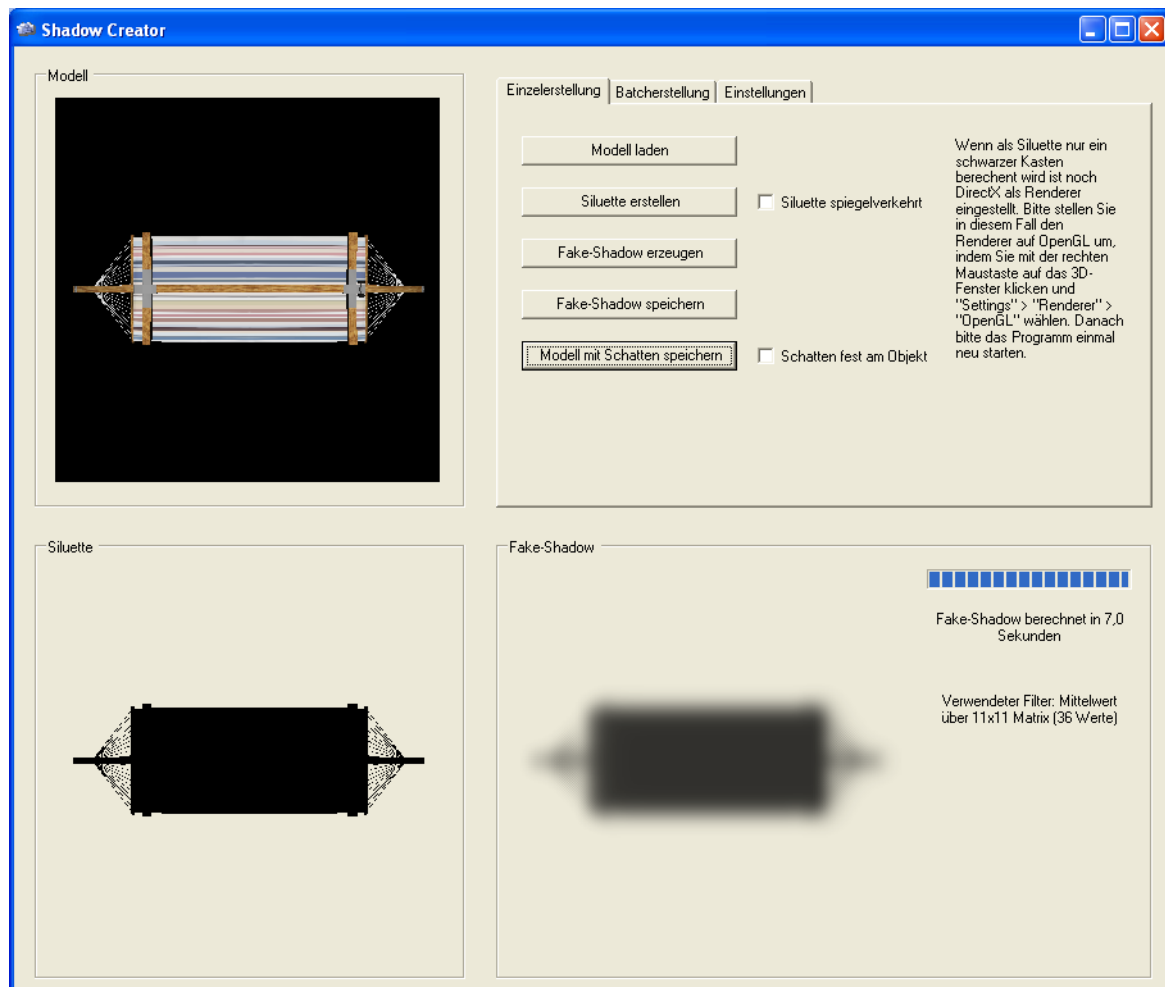 Shadow Creator
Modell
Einzelerstellung
Batcherstellung
Einstellungen
Modell laden
Siluette erstellen
Siluette spiegelverkehrt
Fake-Shadow erzeugen
Fake-Shadow speichern
Modell mit Schatten speichern
Schatten fest am Objekt
Wenn als Siluette nur ein
schwarzer Kasten
berechent wird ist noch
DirectX als Renderer
eingestellt. Bitte stellen Sie
in diesem Fall den
Renderer auf OpenGL um,
indem Sie mit der rechten
Maustaste auf das 3D-
Fenster klicken und
"Settings" > "Renderer" >
"OpenGL" wählen. Danach
bitte das Programm einmal
neu starten.
Siluette
Fake-Shadow
Fake-Shadow berechnet in 7,0
Sekunden
Verwendeter Filter: Mittelwert
über 11x11 Matrix (36 Werte)